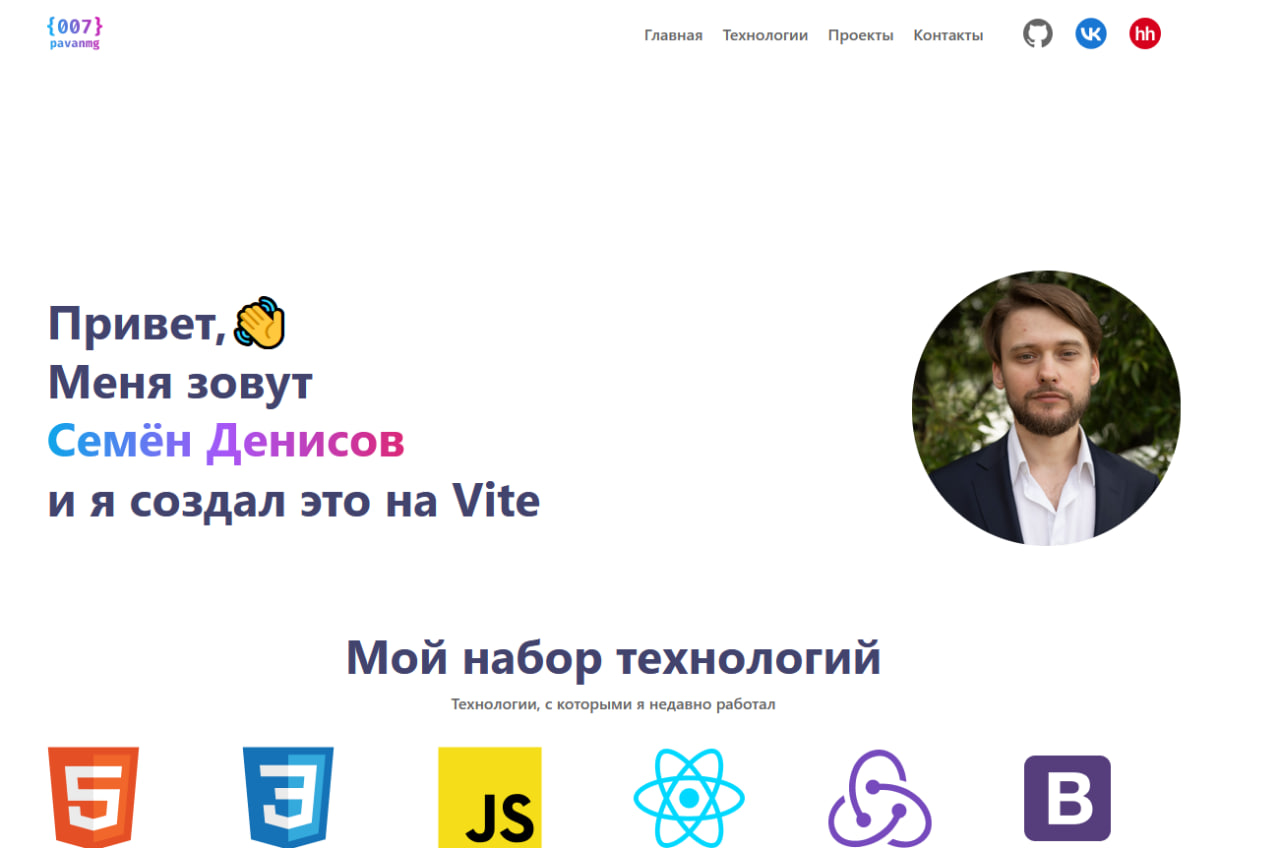 {007}
pavanmg
Главная Технологии Проекты Контакты
hh
Привет,
Меня зовут
Семён Денисов
и я создал это на Vite
Мой набор технологий
Технологии, с которыми я недавно работал
5 3 JS B